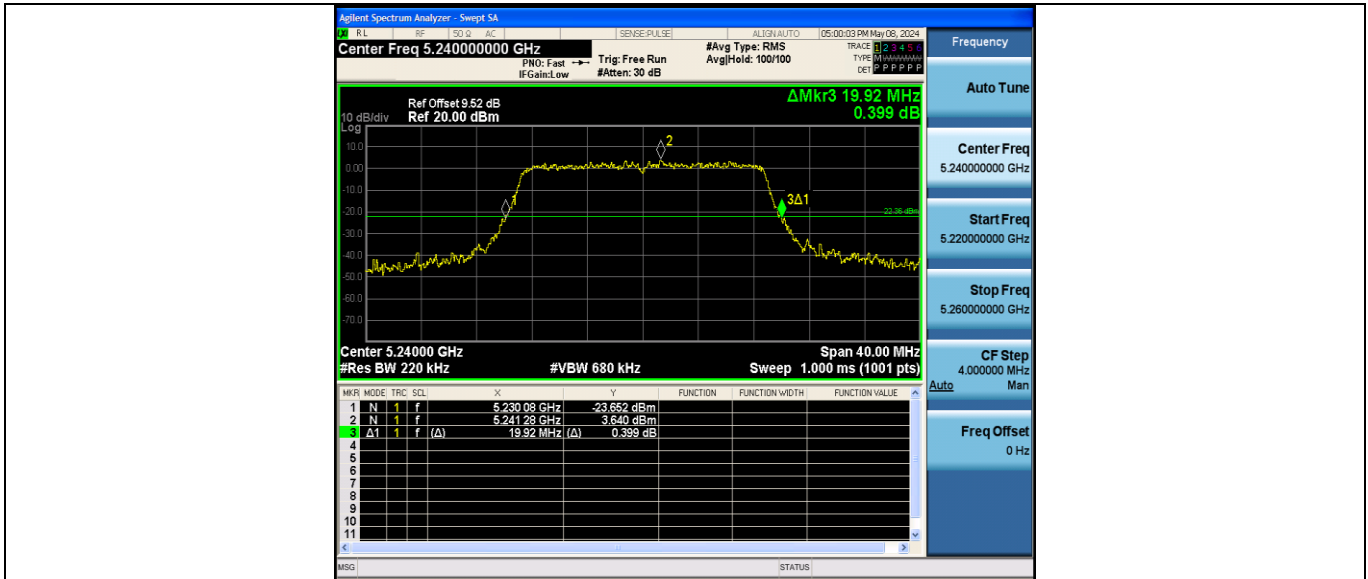 Agilent Spectrum Analyzer - Swept SA
LXI RL RF 50 Ω AC SENSE:PULSE ALIGN AUTO 05:00:03 PM May 08, 2024
Center Freq 5.240000000 GHz
PNO: Fast
IFGain:Low
Trig: Free Run
#Atten: 30 dB
#Avg Type: RMS
Avg|Hold: 100/100
TRACE 1 2 3 4 5 6
TYPE M W W W W W
DET P P P P P P
Ref Offset 9.52 dB
10 dB/div Ref 20.00 dBm
Log
ΔMkr3 19.92 MHz
0.399 dB
10.0
0.00
-10.0
-20.0
-30.0
-40.0
-50.0
-60.0
-70.0
1
2
3Δ1
-22.36 dBm
Center 5.24000 GHz Span 40.00 MHz
#Res BW 220 kHz #VBW 680 kHz Sweep 1.000 ms (1001 pts)
MKR MODE TRC SCL X Y FUNCTION FUNCTION WIDTH FUNCTION VALUE
1 N 1 f 5.230 08 GHz -23.652 dBm
2 N 1 f 5.241 28 GHz 3.640 dBm
3 Δ1 1 f (Δ) 19.92 MHz (Δ) 0.399 dB
4
5
6
7
8
9
10
11
MSG STATUS
Frequency
Auto Tune
Center Freq
5.240000000 GHz
Start Freq
5.220000000 GHz
Stop Freq
5.260000000 GHz
CF Step
4.000000 MHz
Auto Man
Freq Offset
0 Hz